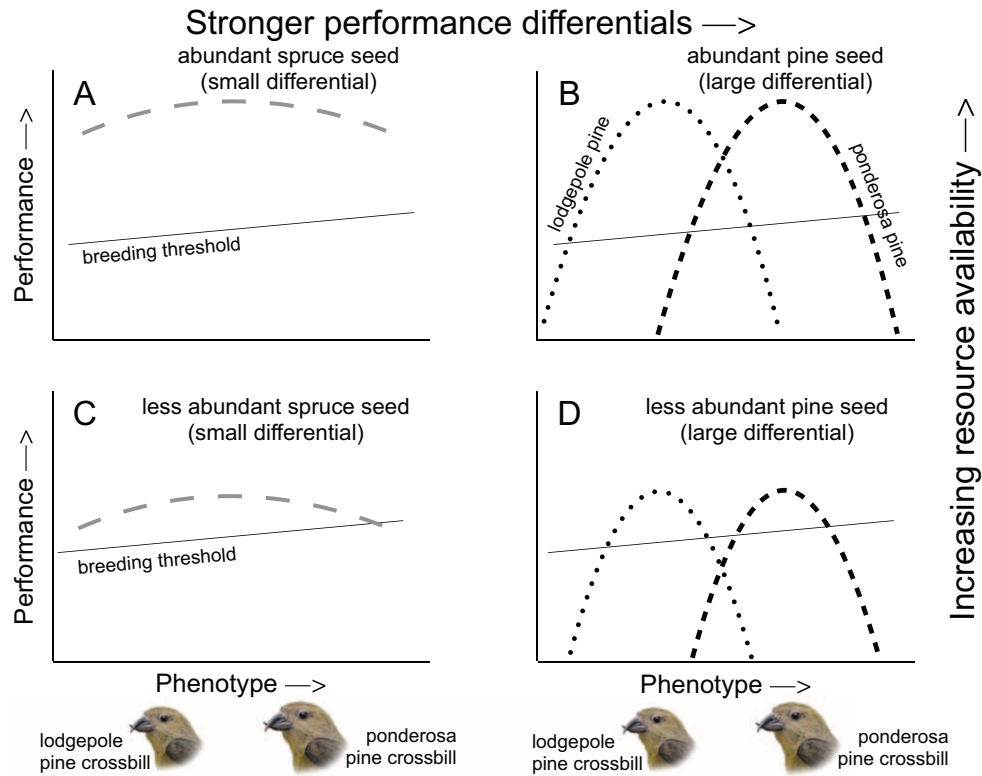 Stronger performance differentials —>
abundant spruce seed
(small differential)
A
Performance —>
breeding threshold
abundant pine seed
(large differential)
B
lodgepole pine
ponderosa pine
Increasing resource availability —>
C
less abundant spruce seed
(small differential)
Performance —>
breeding threshold
D
less abundant pine seed
(large differential)
Phenotype —>
lodgepole
pine crossbill
ponderosa
pine crossbill
Phenotype —>
lodgepole
pine crossbill
ponderosa
pine crossbill